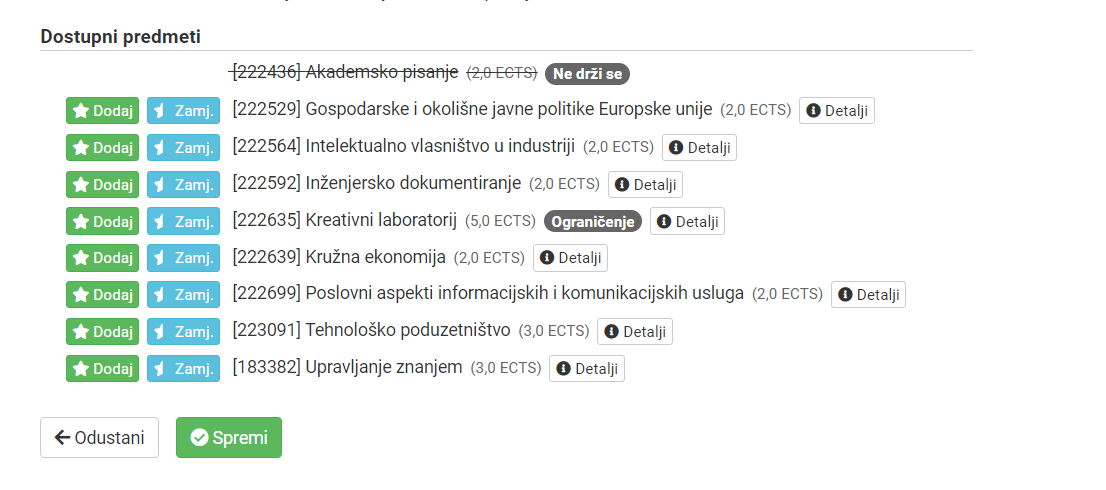 Dostupni predmeti
[222436] Akademsko pisanje (2,0 ECTS) Ne drži se
Dodaj Zamj. [222529] Gospodarske i okolišne javne politike Europske unije (2,0 ECTS) Detalji
Dodaj Zamj. [222564] Intelektualno vlasništvo u industriji (2,0 ECTS) Detalji
Dodaj Zamj. [222592] Inženjersko dokumentiranje (2,0 ECTS) Detalji
Dodaj Zamj. [222635] Kreativni laboratorij (5,0 ECTS) Ograničenje Detalji
Dodaj Zamj. [222639] Kružna ekonomija (2,0 ECTS) Detalji
Dodaj Zamj. [222699] Poslovni aspekti informacijskih i komunikacijskih usluga (2,0 ECTS) Detalji
Dodaj Zamj. [223091] Tehnološko poduzetništvo (3,0 ECTS) Detalji
Dodaj Zamj. [183382] Upravljanje znanjem (3,0 ECTS) Detalji
Odustani Spremi